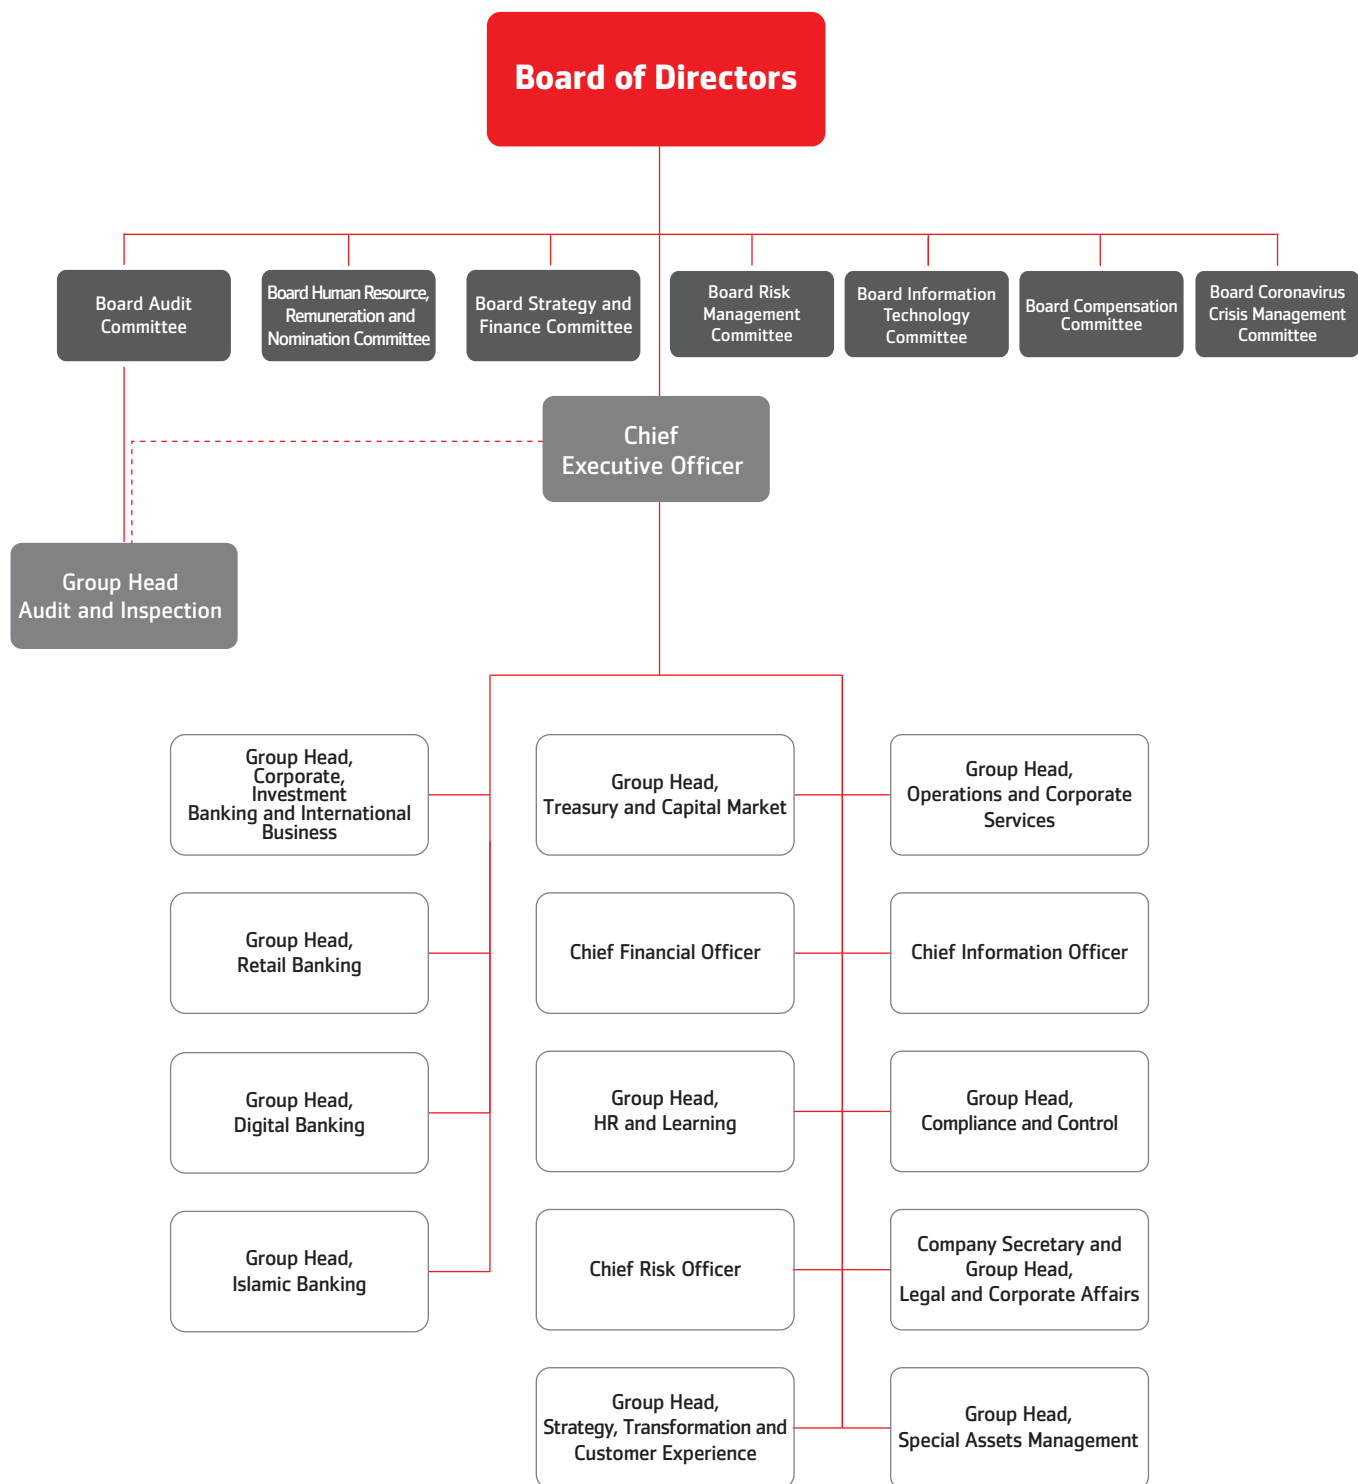 Board of Directors
Board Audit
Committee
Board Human Resource,
Remuneration and
Nomination Committee
Board Strategy and
Finance Committee
Board Risk
Management
Committee
Board Information
Technology
Committee
Board Compensation
Committee
Board Coronavirus
Crisis Management
Committee
Chief
Executive Officer
Group Head
Audit and Inspection
Group Head,
Corporate,
Investment
Banking and International
Business
Group Head,
Treasury and Capital Market
Group Head,
Operations and Corporate
Services
Group Head,
Retail Banking
Chief Financial Officer
Chief Information Officer
Group Head,
Digital Banking
Group Head,
HR and Learning
Group Head,
Compliance and Control
Group Head,
Islamic Banking
Chief Risk Officer
Company Secretary and
Group Head,
Legal and Corporate Affairs
Group Head,
Strategy, Transformation and
Customer Experience
Group Head,
Special Assets Management